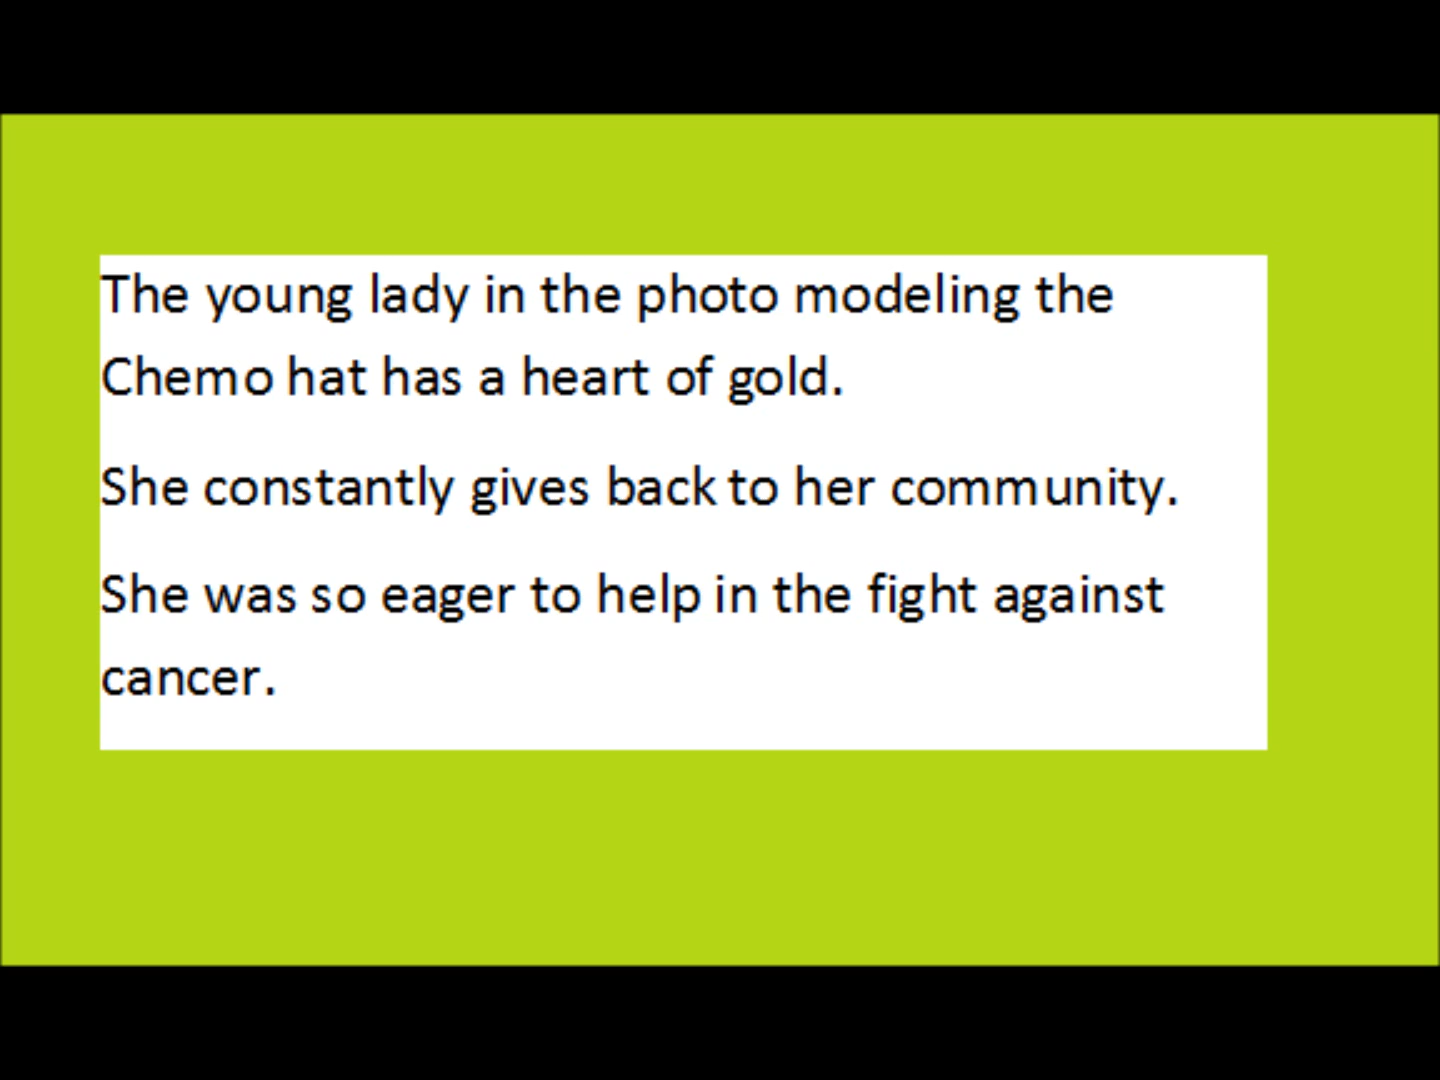 The young lady in the photo modeling the
Chemo hat has a heart of gold.
She constantly gives back to her community.
She was so eager to help in the fight against
cancer.